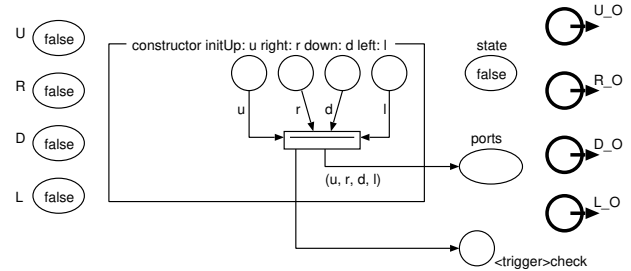 U false
R false
D false
L false
constructor initUp: u right: r down: d left: l
u r d l
(u, r, d, l)
state
false
ports
<trigger>check
U_O
R_O
D_O
L_O